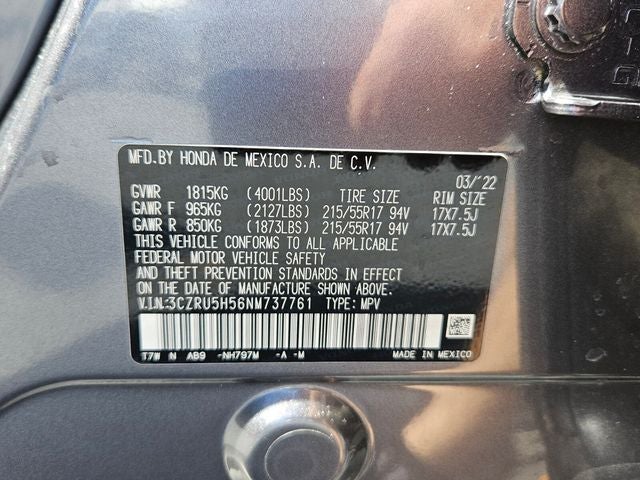 MFD.BY HONDA DE MEXICO S.A. DE C.V.
03/'22
GVWR 1815KG (4001LBS) TIRE SIZE RIM SIZE
GAWR F 965KG (2127LBS) 215/55R17 94V 17X7.5J
GAWR R 850KG (1873LBS) 215/55R17 94V 17X7.5J
THIS VEHICLE CONFORMS TO ALL APPLICABLE
FEDERAL MOTOR VEHICLE SAFETY
AND THEFT PREVENTION STANDARDS IN EFFECT
ON THE DATE OF MANUFACTURE SHOWN ABOVE.
V.I.N.:3CZRU5H56NM737761 TYPE: MPV
T7W N AB9 -NH797M -A -M MADE IN MEXICO